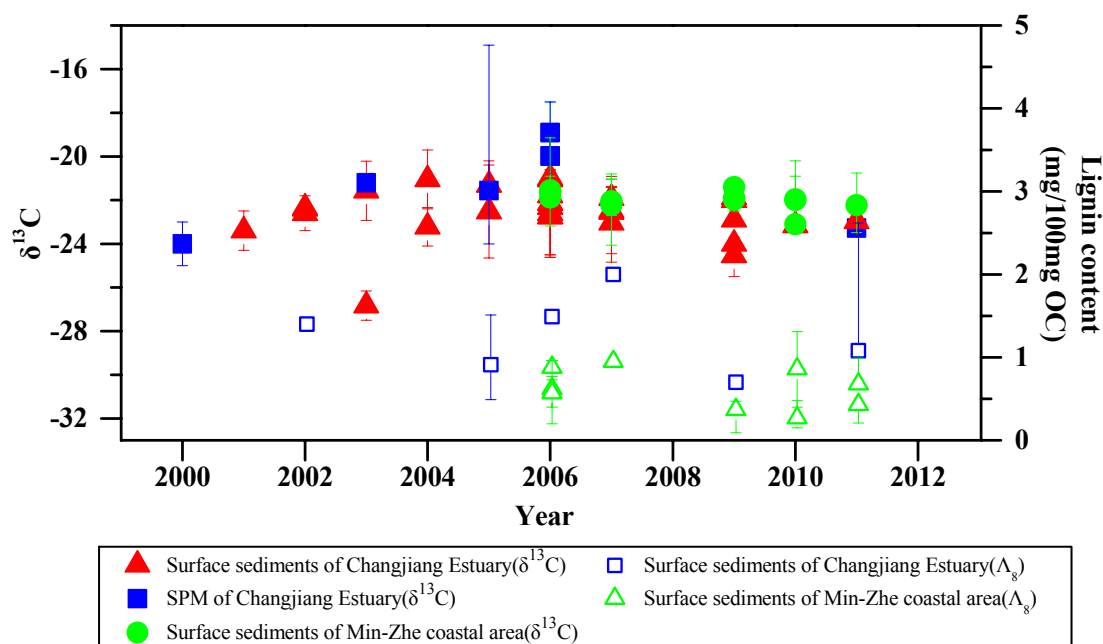 -16
-20
-24
-28
-32
δ¹³C
5
4
3
2
1
0
Lignin content
(mg/100mg OC)
2000 2002 2004 2006 2008 2010 2012
Year
Surface sediments of Changjiang Estuary(δ¹³C)
Surface sediments of Changjiang Estuary(Λ₈)
SPM of Changjiang Estuary(δ¹³C)
Surface sediments of Min-Zhe coastal area(Λ₈)
Surface sediments of Min-Zhe coastal area(δ¹³C)